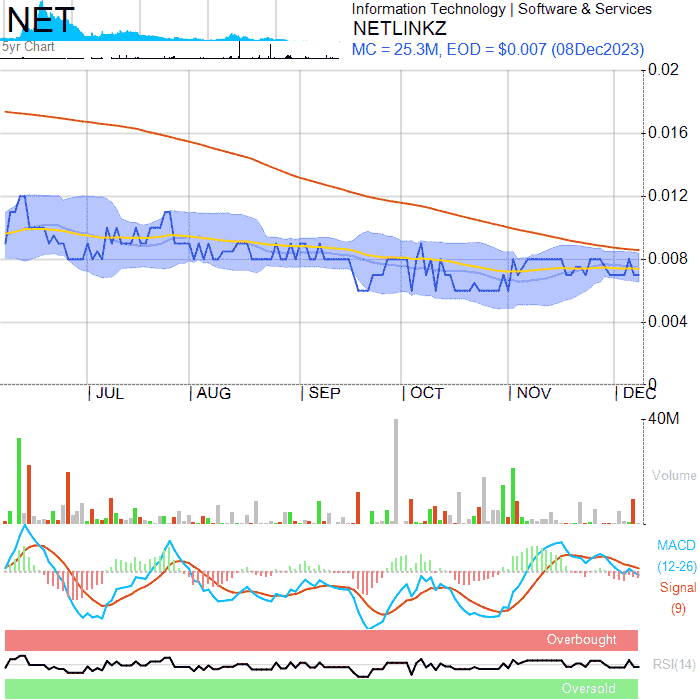 NET
5yr Chart
Information Technology | Software & Services
NETLINKZ
MC = 25.3M, EOD = $0.007 (08Dec2023)
0.02
0.016
0.012
0.008
0.004
0
JUL AUG SEP OCT NOV DEC
40M
Volume
MACD
(12-26)
Signal
(9)
Overbought
RSI(14)
Oversold